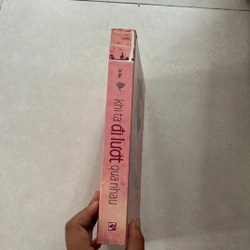 khi ta đi lướt qua nhau